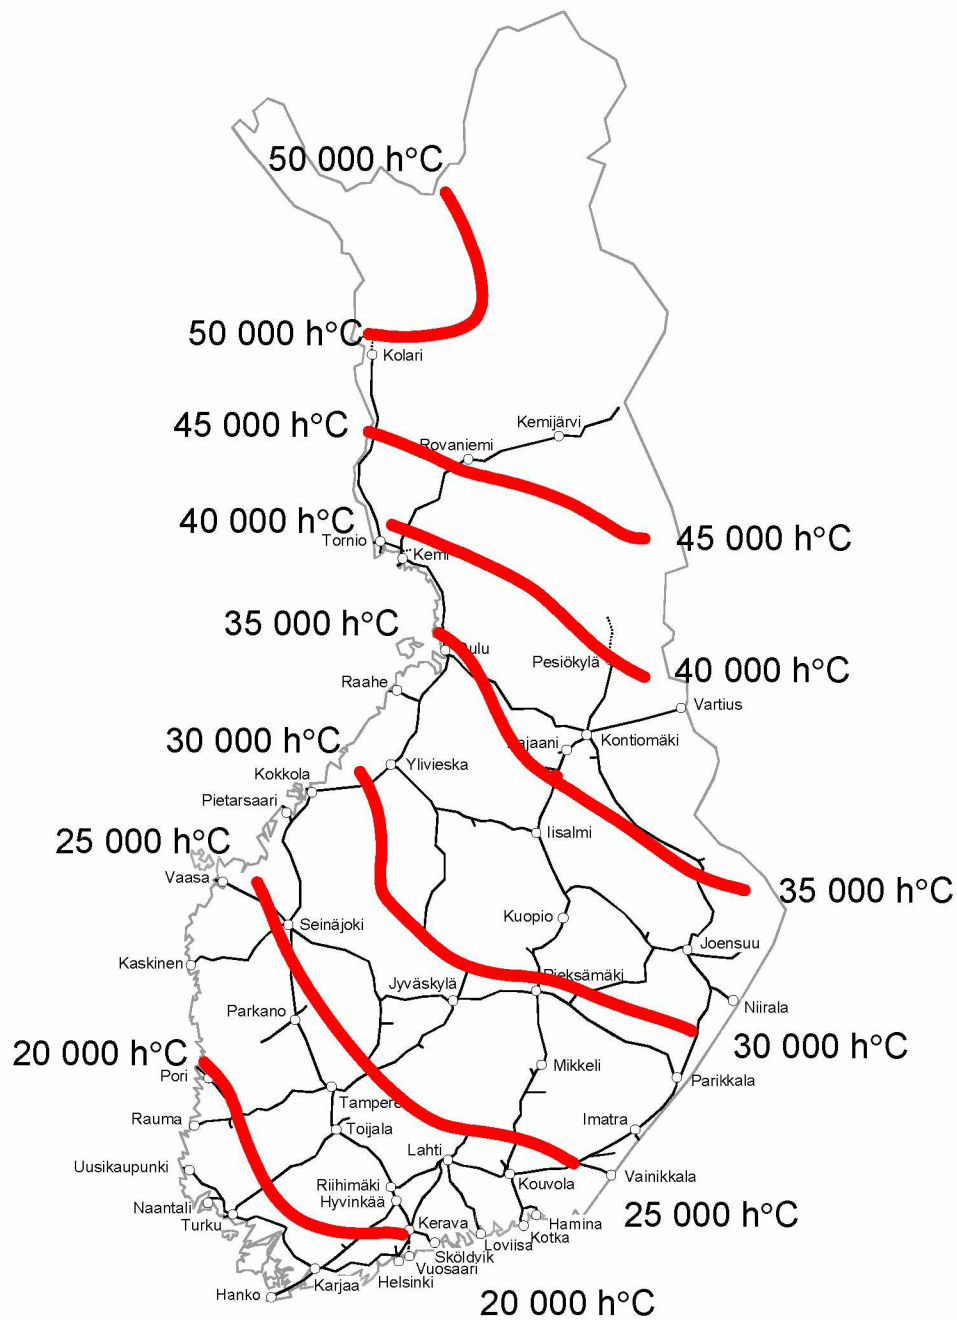 50 000 h°C
50 000 h°C
Kolari
45 000 h°C
Kemijärvi
Rovaniemi
40 000 h°C
Tornio
45 000 h°C
Kemi
35 000 h°C
Oulu
Pesiökylä
40 000 h°C
Raahe
Vartius
30 000 h°C
Kajaani
Kontiomäki
Ylivieska
Kokkola
Pietarsaari
Iisalmi
25 000 h°C
Vaasa
35 000 h°C
Kuopio
Seinäjoki
Joensuu
Kaskinen
Pieksämäki
Jyväskylä
Niirala
Parkano
30 000 h°C
20 000 h°C
Mikkeli
Pori
Parikkala
Tampere
Rauma
Imatra
Toijala
Lahti
Uusikaupunki
Vainikkala
Kouvola
Riihimäki
Hyvinkää
Naantali
25 000 h°C
Turku
Kerava
Hamina
Kotka
Loviisa
Sköldvik
Vuosaari
Helsinki
Karjaa
Hanko
20 000 h°C